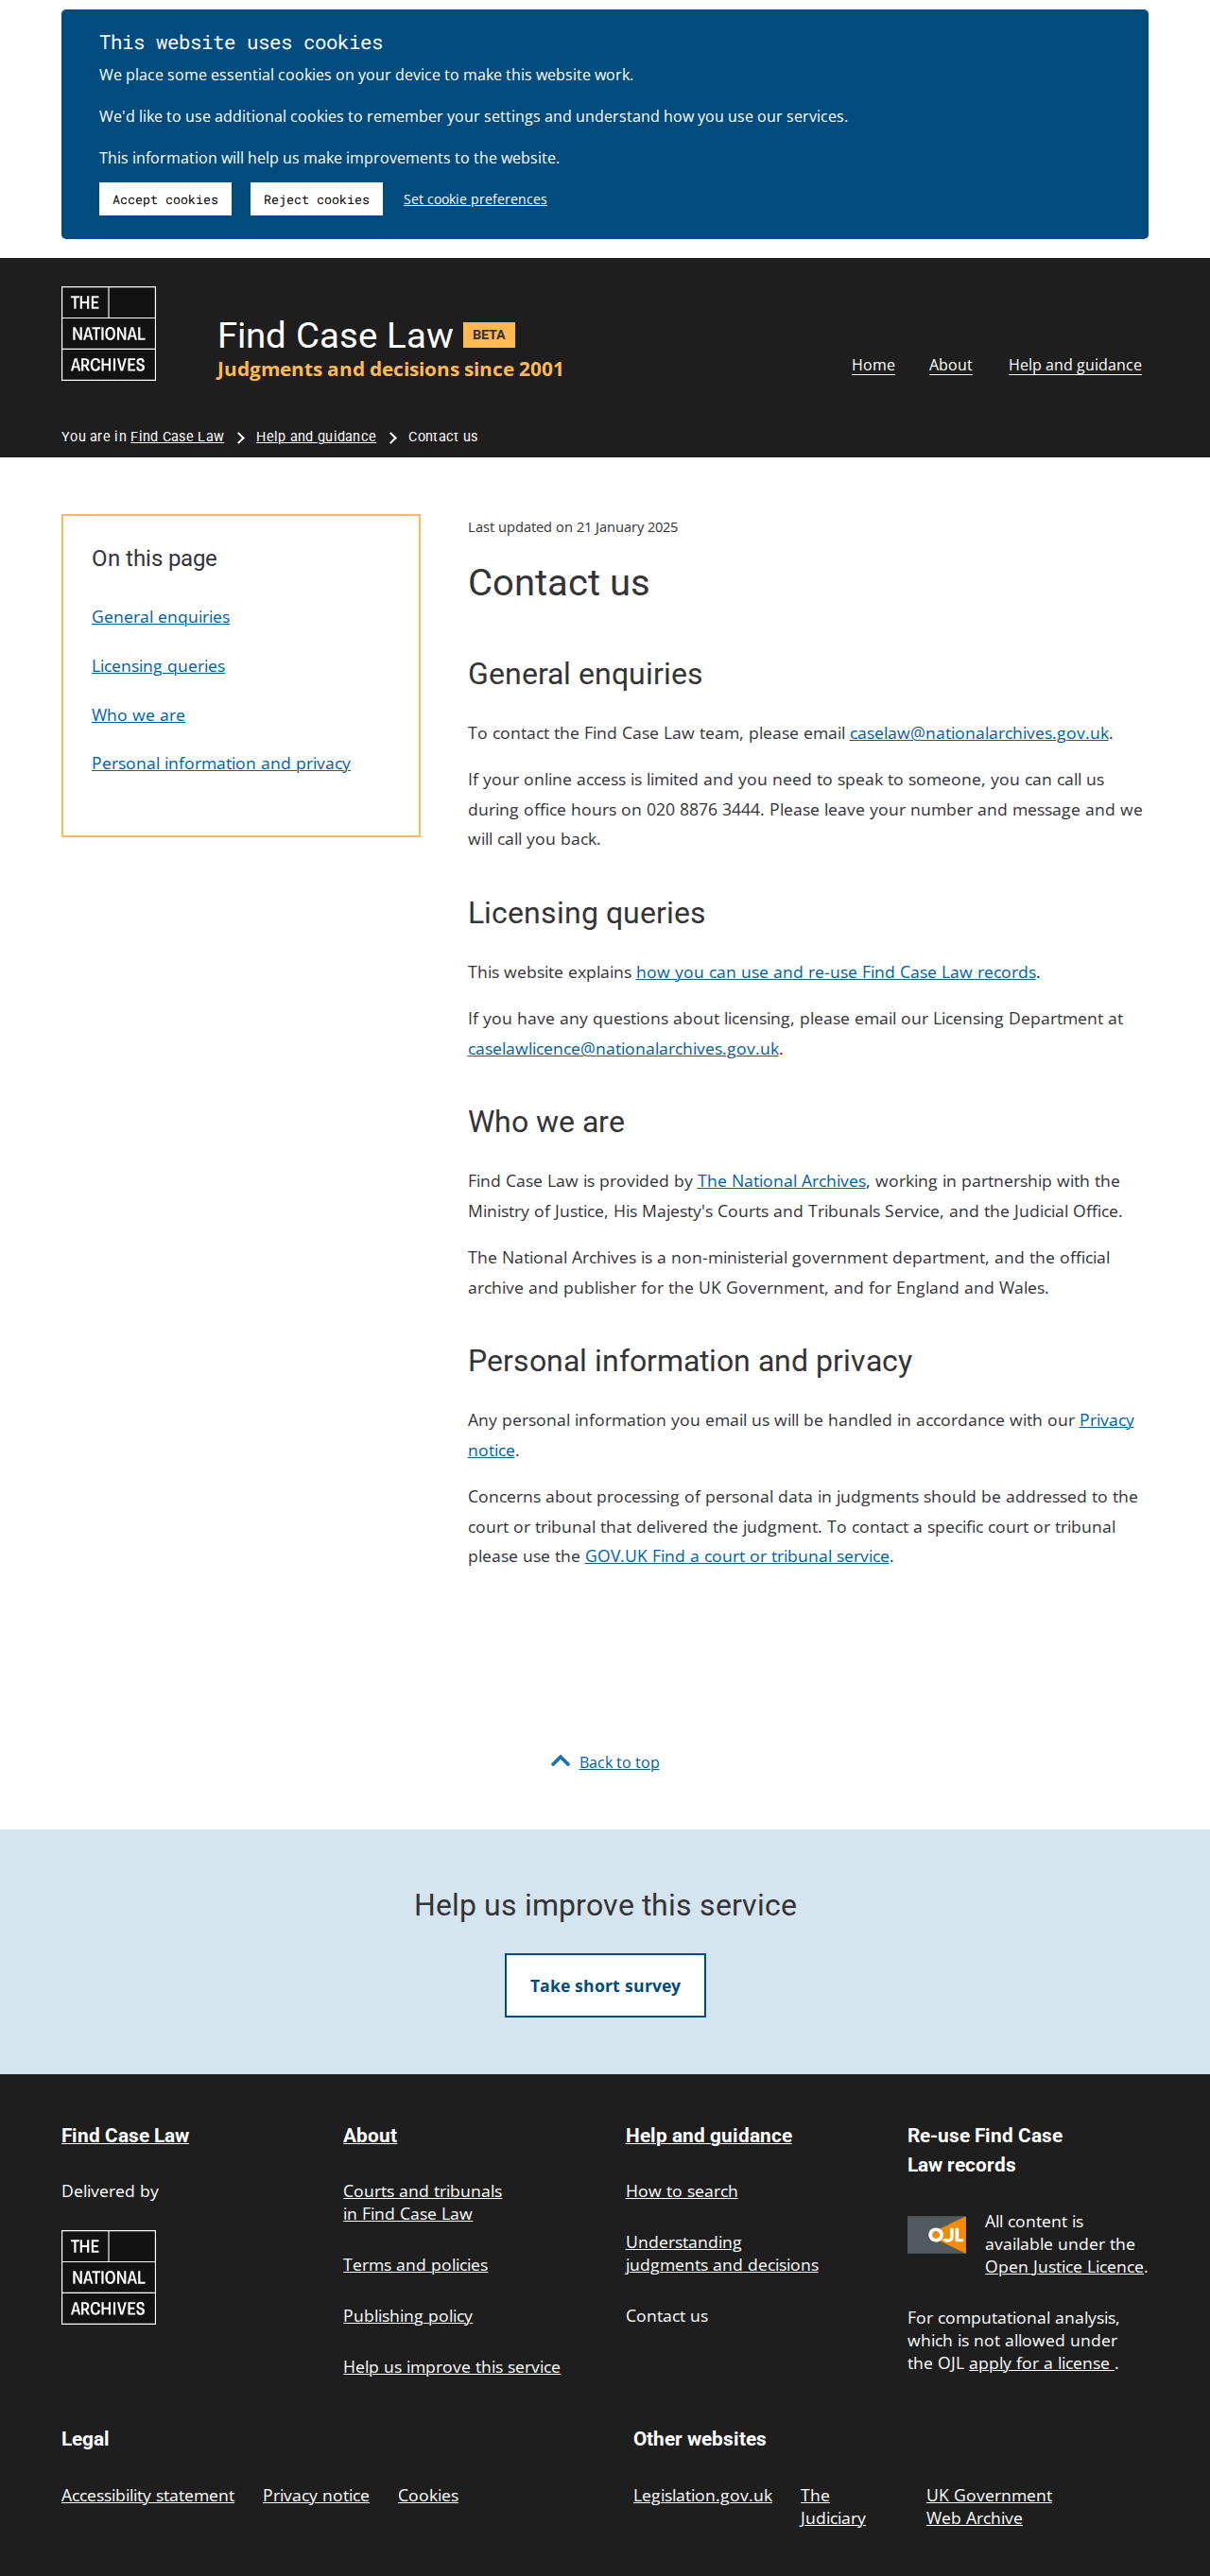 This website uses cookies
We place some essential cookies on your device to make this website work.
We'd like to use additional cookies to remember your settings and understand how you use our services.
This information will help us make improvements to the website.
Accept cookies Reject cookies Set cookie preferences
THE
NATIONAL
ARCHIVES
Find Case Law BETA
Judgments and decisions since 2001
Home About Help and guidance
You are in Find Case Law Help and guidance Contact us
On this page
General enquiries
Licensing queries
Who we are
Personal information and privacy
Last updated on 21 January 2025
Contact us
General enquiries
To contact the Find Case Law team, please email caselaw@nationalarchives.gov.uk.
If your online access is limited and you need to speak to someone, you can call us
during office hours on 020 8876 3444. Please leave your number and message and we
will call you back.
Licensing queries
This website explains how you can use and re-use Find Case Law records.
If you have any questions about licensing, please email our Licensing Department at
caselawlicence@nationalarchives.gov.uk.
Who we are
Find Case Law is provided by The National Archives, working in partnership with the
Ministry of Justice, His Majesty's Courts and Tribunals Service, and the Judicial Office.
The National Archives is a non-ministerial government department, and the official
archive and publisher for the UK Government, and for England and Wales.
Personal information and privacy
Any personal information you email us will be handled in accordance with our Privacy
notice.
Concerns about processing of personal data in judgments should be addressed to the
court or tribunal that delivered the judgment. To contact a specific court or tribunal
please use the GOV.UK Find a court or tribunal service.
Back to top
Help us improve this service
Take short survey
Find Case Law
Delivered by
THE
NATIONAL
ARCHIVES
About
Courts and tribunals
in Find Case Law
Terms and policies
Publishing policy
Help us improve this service
Help and guidance
How to search
Understanding
judgments and decisions
Contact us
Re-use Find Case
Law records
OJL
All content is
available under the
Open Justice Licence.
For computational analysis,
which is not allowed under
the OJL apply for a license .
Legal
Accessibility statement Privacy notice Cookies
Other websites
Legislation.gov.uk
The
Judiciary
UK Government
Web Archive